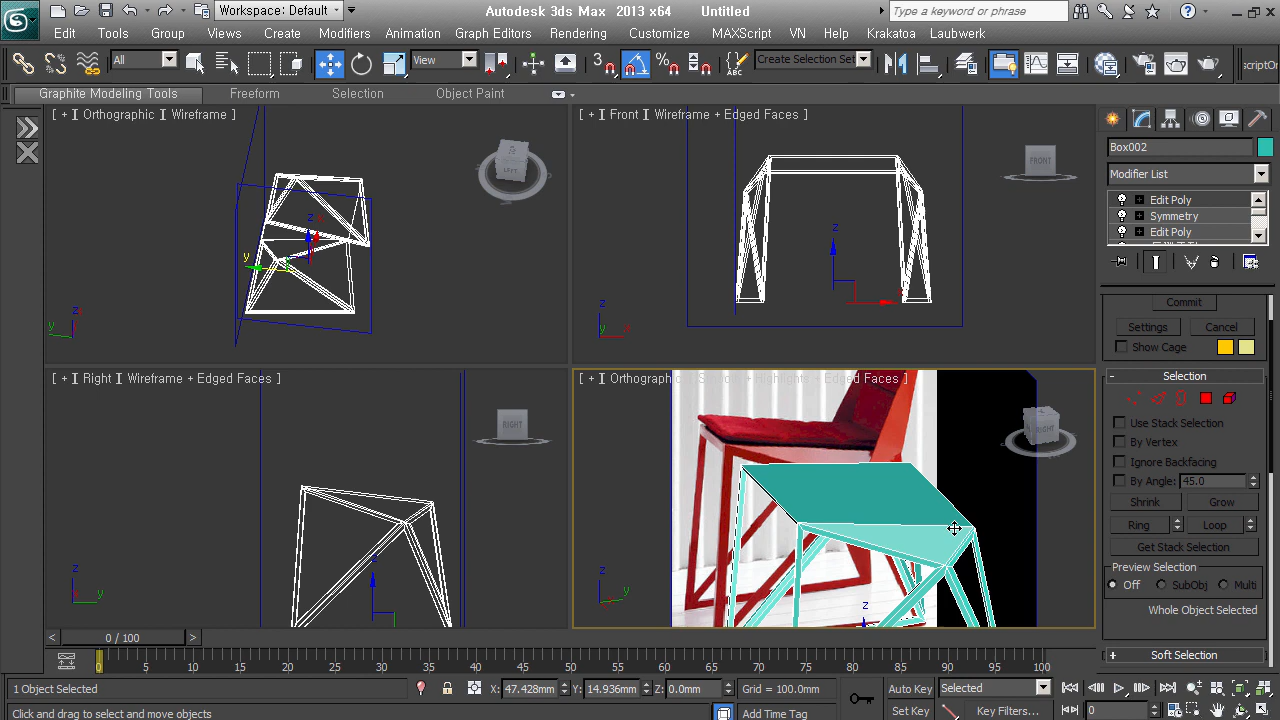 Workspace: Default
Autodesk 3ds Max 2013 x64 Untitled
Type a keyword or phrase
Edit Tools Group Views Create Modifiers Animation Graph Editors Rendering Customize MAXScript VN Help Krakatoa Laubwerk
All View 3 Create Selection Set
Graphite Modeling Tools Freeform Selection Object Paint
[ + ] Orthographic ] Wireframe ]
LEFT
z
y
z
y
[ + ] Front ] Wireframe + Edged Faces ]
FRONT
z
z
y x
[ + ] Right ] Wireframe + Edged Faces ]
RIGHT
z
z
x y
RIGHT
z
z
y
Box002
Modifier List
Edit Poly
Symmetry
Edit Poly
Commit
Settings Cancel
Show Cage
- Selection
Use Stack Selection
By Vertex
Ignore Backfacing
By Angle: 45.0
Shrink Grow
Ring Loop
Get Stack Selection
Preview Selection
Off SubObj Multi
Whole Object Selected
+ Soft Selection
< 0 / 100 >
0 5 10 15 20 25 30 35 40 45 50 55 60 65 70 75 80 85 90 95 100
1 Object Selected X: 47.428mm Y: 14.936mm Z: 0.0mm Grid = 100.0mm Auto Key Selected
Click and drag to select and move objects Add Time Tag Set Key Key Filters... 0